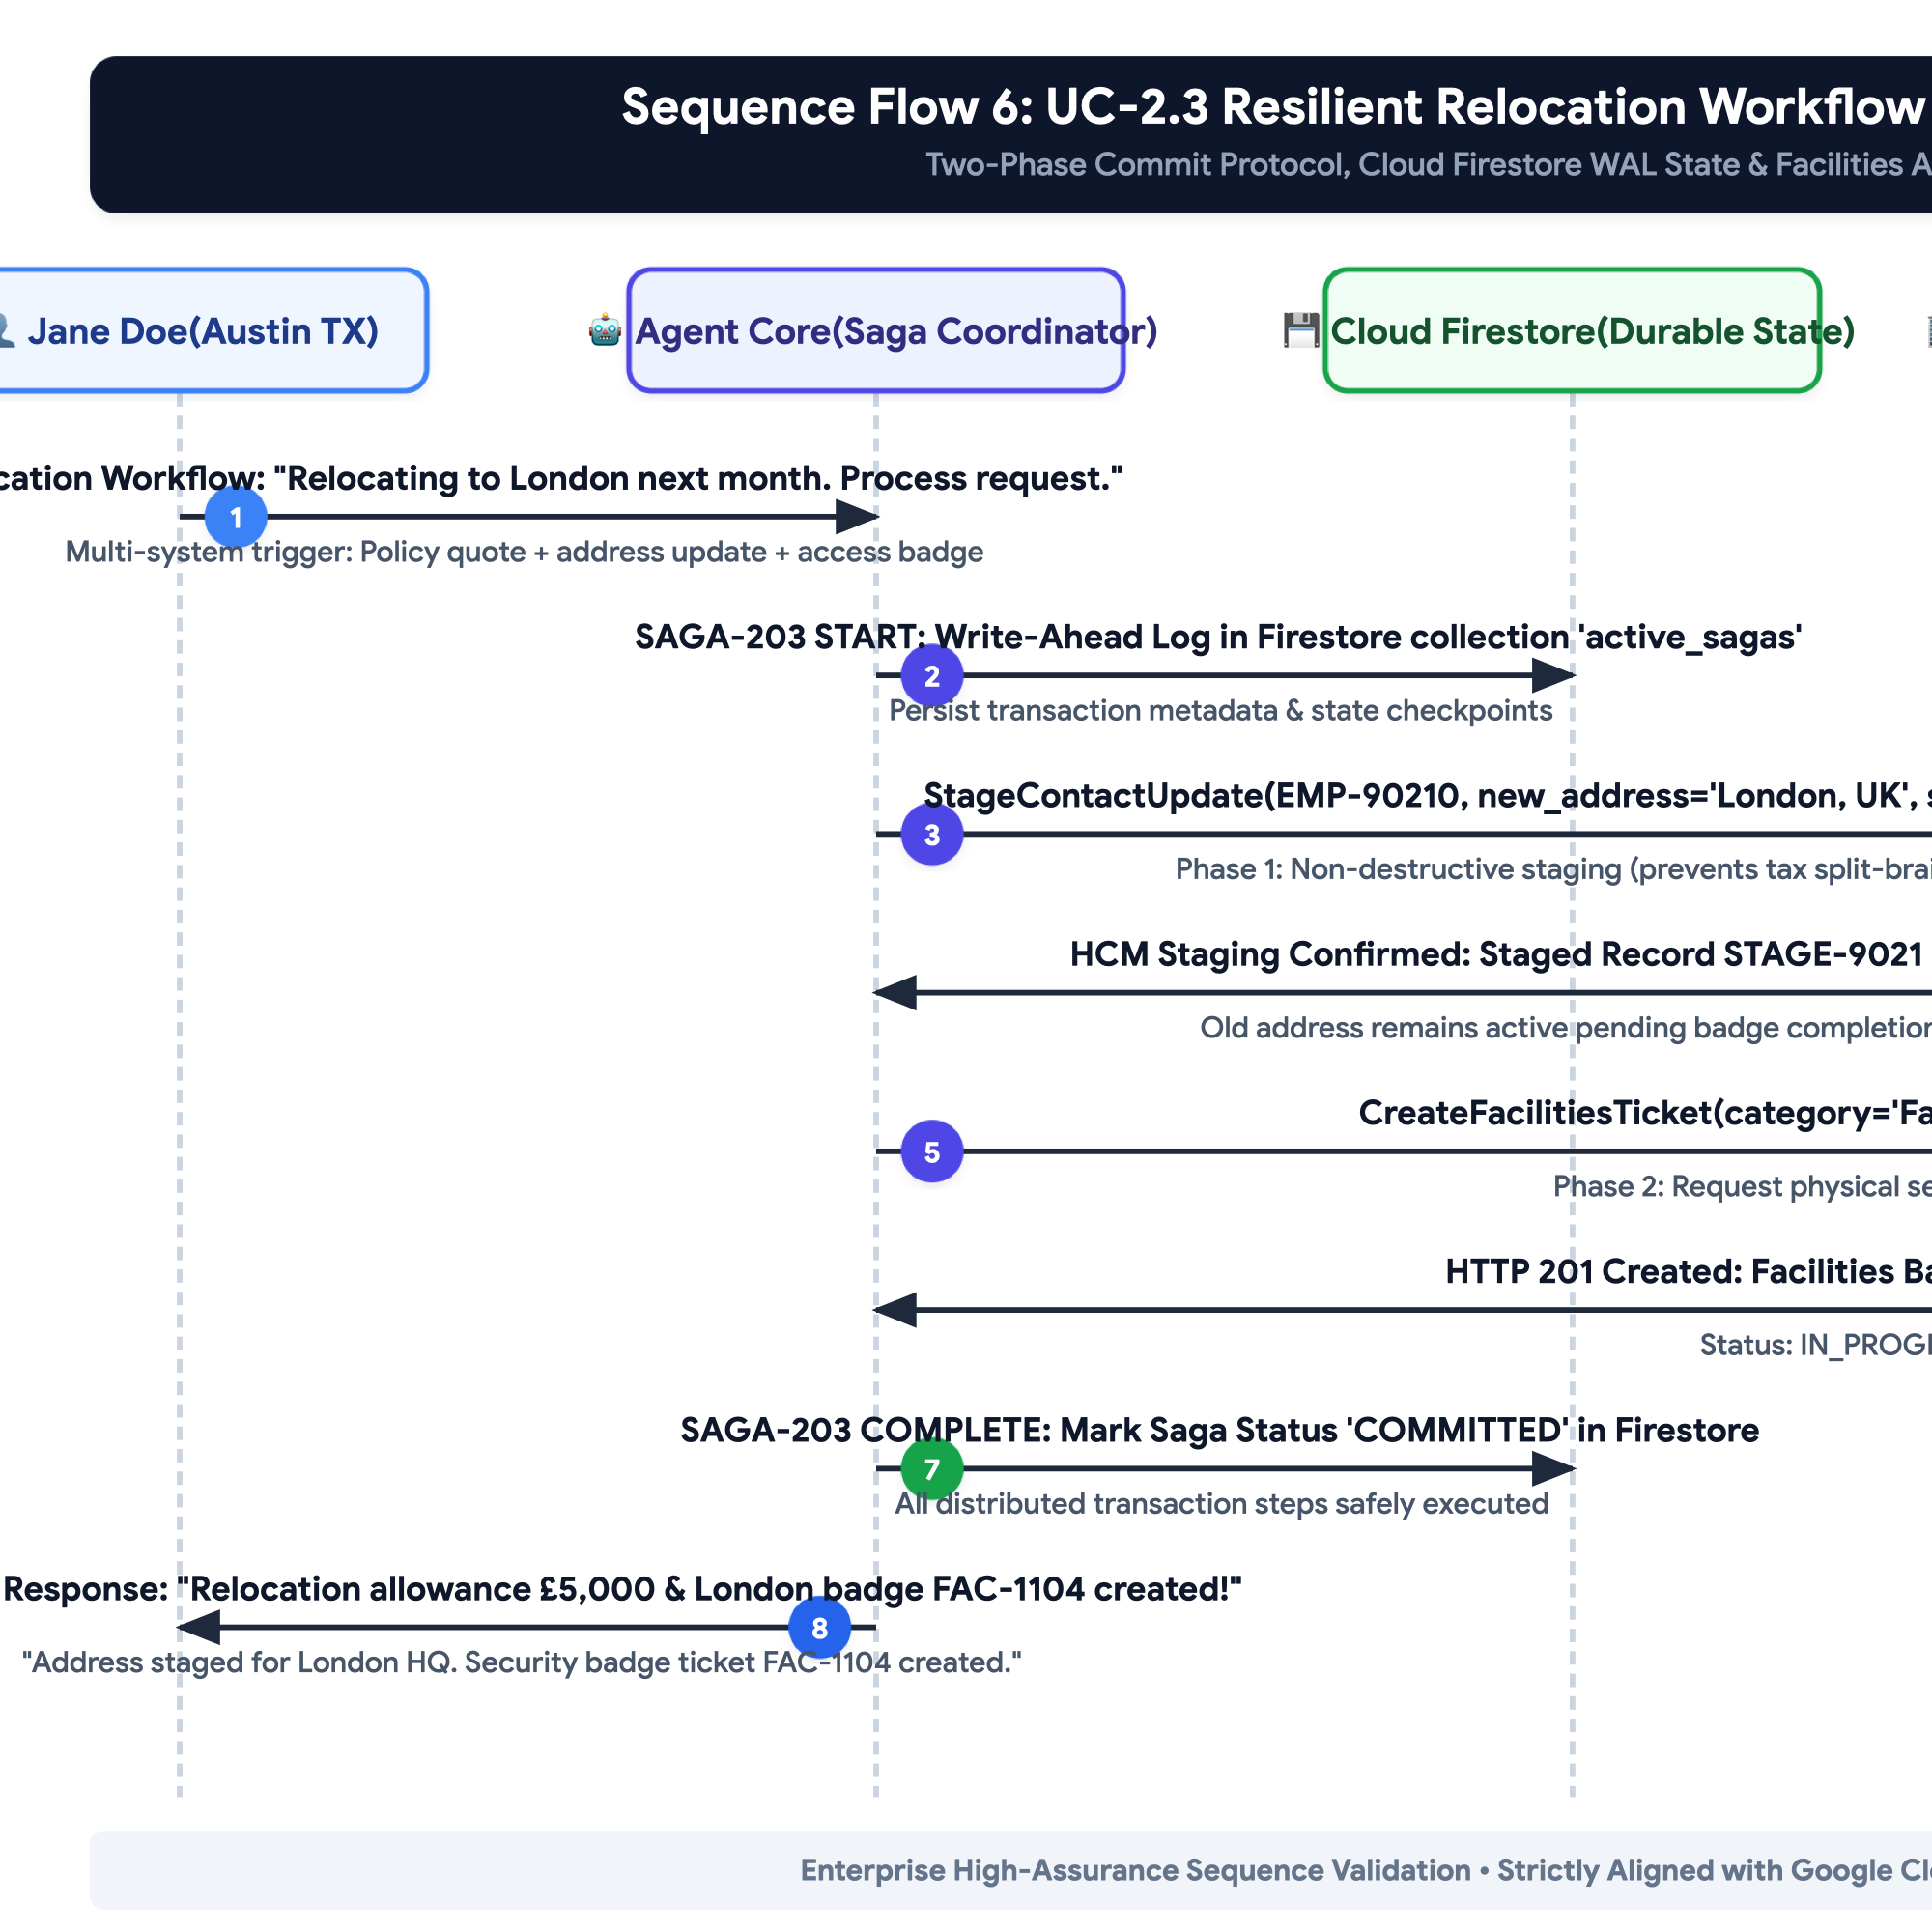 Sequence Flow 6: UC-2.3 Resilient Relocation Workflow
Two-Phase Commit Protocol, Cloud Firestore WAL State & Facilities A
Jane Doe(Austin TX)
Agent Core(Saga Coordinator)
Cloud Firestore(Durable State)
cation Workflow: "Relocating to London next month. Process request."
1
Multi-system trigger: Policy quote + address update + access badge
SAGA-203 START: Write-Ahead Log in Firestore collection 'active_sagas'
2
Persist transaction metadata & state checkpoints
StageContactUpdate(EMP-90210, new_address='London, UK', s
3
Phase 1: Non-destructive staging (prevents tax split-brai
HCM Staging Confirmed: Staged Record STAGE-9021
Old address remains active pending badge completion
CreateFacilitiesTicket(category='Fa
5
Phase 2: Request physical se
HTTP 201 Created: Facilities Ba
Status: IN_PROG
SAGA-203 COMPLETE: Mark Saga Status 'COMMITTED' in Firestore
7
All distributed transaction steps safely executed
Response: "Relocation allowance £5,000 & London badge FAC-1104 created!"
8
"Address staged for London HQ. Security badge ticket FAC-1104 created."
Enterprise High-Assurance Sequence Validation • Strictly Aligned with Google Cl